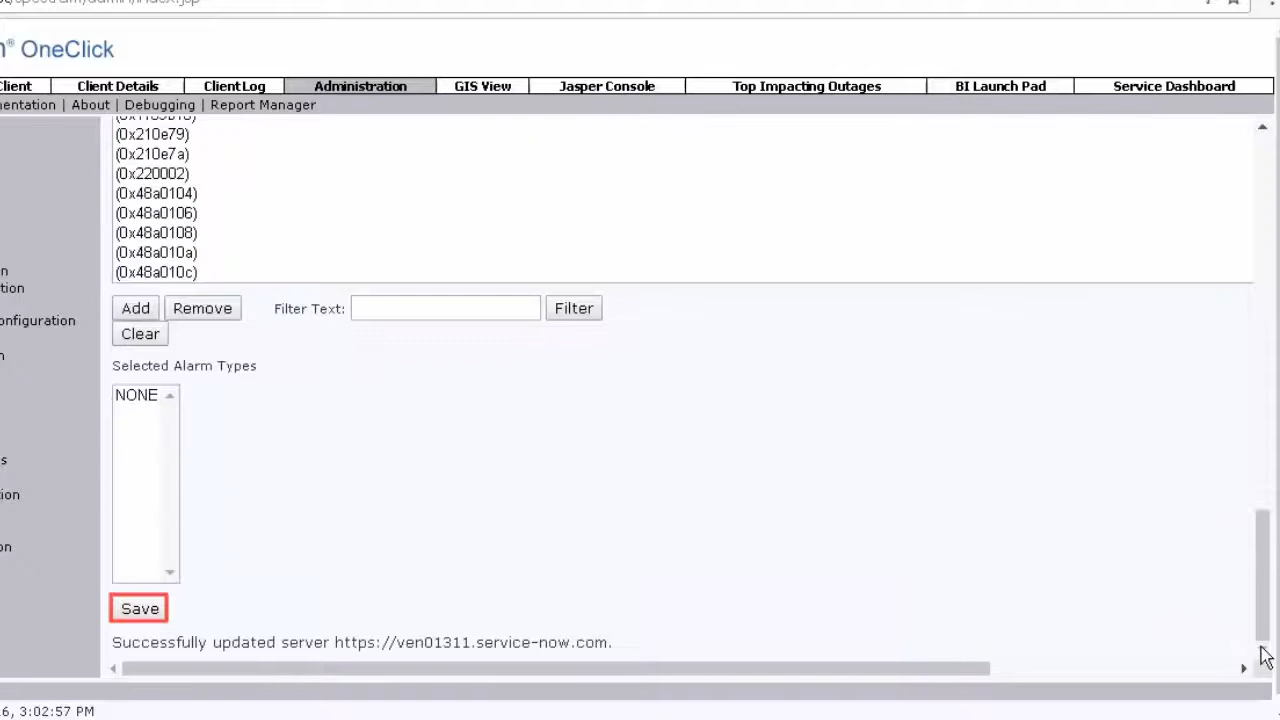 OneClick
Client | Client Details | Client Log | Administration | GIS View | Jasper Console | Top Impacting Outages | BI Launch Pad | Service Dashboard
entation | About | Debugging | Report Manager
(0x210e79)
(0x210e7a)
(0x220002)
(0x48a0104)
(0x48a0106)
(0x48a0108)
(0x48a010a)
(0x48a010c)
n
tion
onfiguration
n
s
ion
on
Add Remove Filter Text: Filter
Clear
Selected Alarm Types
NONE
Save
Successfully updated server https://ven01311.service-now.com.
6, 3:02:57 PM